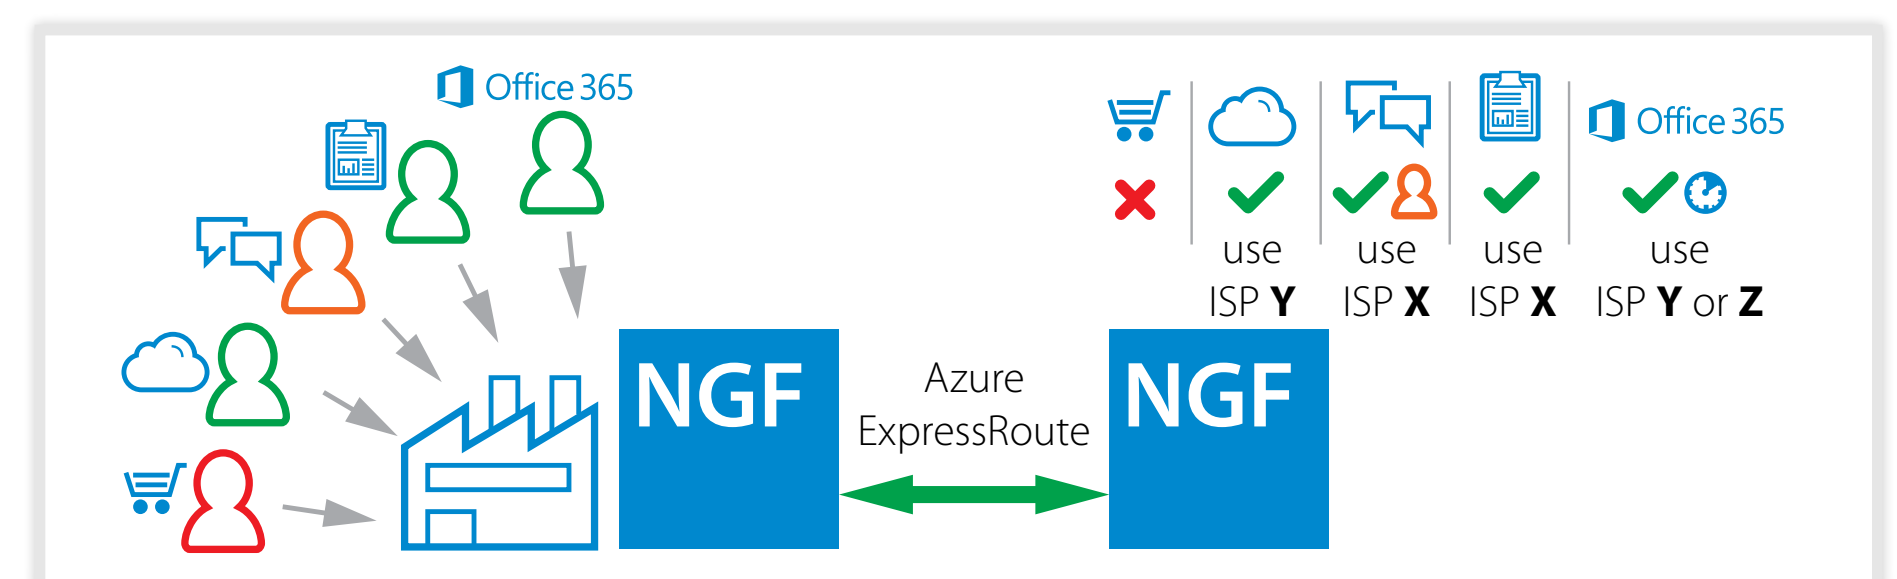 Office 365
Office 365
use
ISP Y
use
ISP X
use
ISP X
use
ISP Y or Z
NGF
Azure
ExpressRoute
NGF